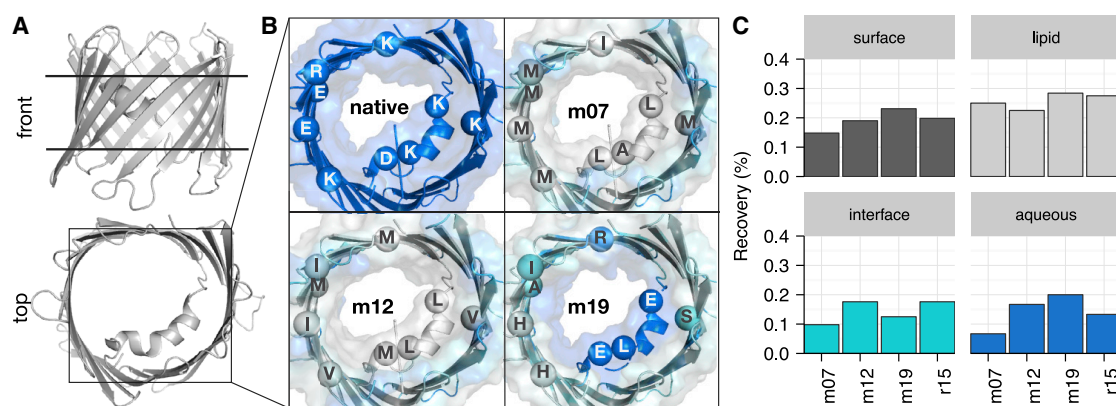 A
front
top
B
K
R
E
native
K
E
K
D
K
K
I
M
M
m07
L
M
M
L
A
M
M
I
M
m12
L
I
V
M
L
V
R
I
A
m19
E
H
S
E
L
H
C
surface
lipid
Recovery (%)
0.4
0.3
0.2
0.1
0.0
interface
aqueous
0.4
0.3
0.2
0.1
0.0
m07
m12
m19
r15
m07
m12
m19
r15